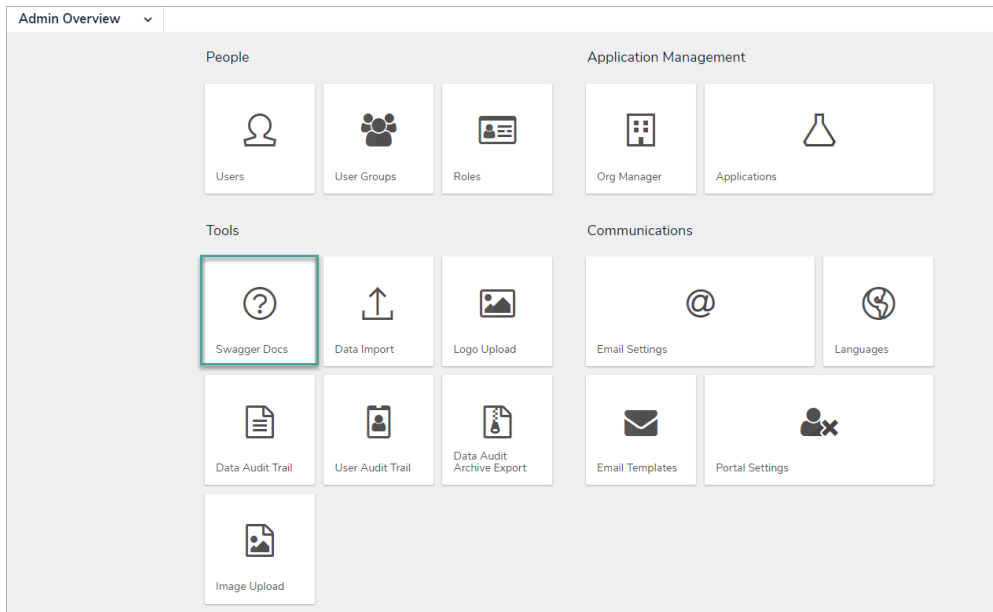 Admin Overview
People
Users
User Groups
Roles
Application Management
Org Manager
Applications
Tools
Swagger Docs
Data Import
Logo Upload
Data Audit Trail
User Audit Trail
Data Audit
Archive Export
Image Upload
Communications
@
Email Settings
Languages
Email Templates
Portal Settings